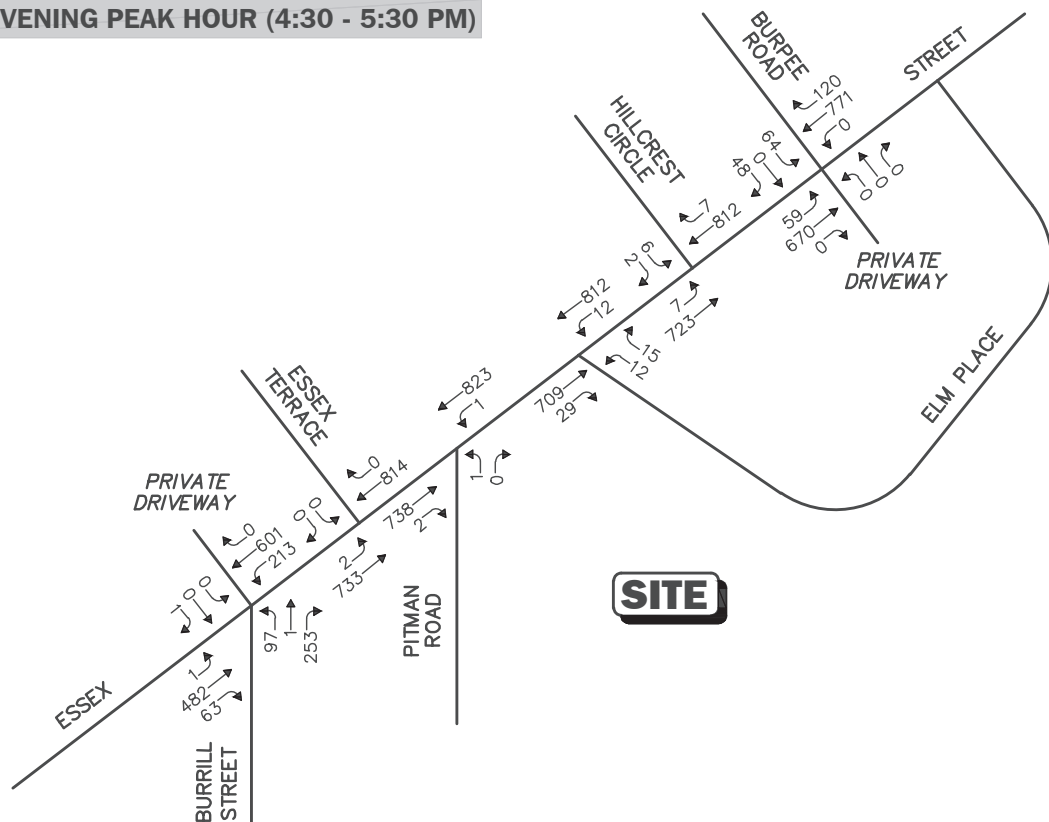 VENING PEAK HOUR (4:30 - 5:30 PM)
BURPEE
ROAD
STREET
120
771
0
HILLCREST
CIRCLE
64
0
48
0
0
0
59
670
0
PRIVATE
DRIVEWAY
7
812
6
2
7
723
812
12
15
12
709
29
ELM PLACE
ESSEX
TERRACE
823
1
1
0
PRIVATE
DRIVEWAY
0
814
738
2
0
0
2
733
0
601
213
0
0
1
97
1
253
PITMAN
ROAD
SITE
1
482
63
ESSEX
BURRILL
STREET